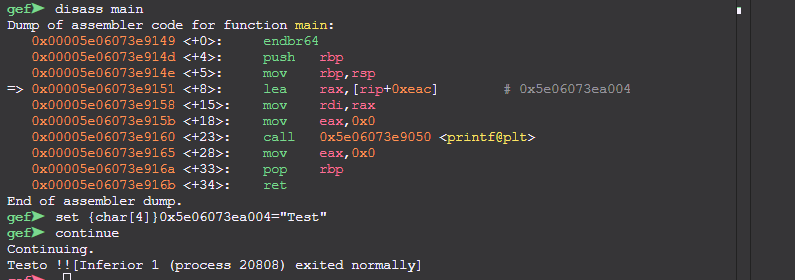 gef➤ disass main
Dump of assembler code for function main:
   0x00005e06073e9149 <+0>:     endbr64
   0x00005e06073e914d <+4>:     push   rbp
   0x00005e06073e914e <+5>:     mov    rbp,rsp
=> 0x00005e06073e9151 <+8>:     lea    rax,[rip+0xeac]        # 0x5e06073ea004
   0x00005e06073e9158 <+15>:    mov    rdi,rax
   0x00005e06073e915b <+18>:    mov    eax,0x0
   0x00005e06073e9160 <+23>:    call   0x5e06073e9050 <printf@plt>
   0x00005e06073e9165 <+28>:    mov    eax,0x0
   0x00005e06073e916a <+33>:    pop    rbp
   0x00005e06073e916b <+34>:    ret
End of assembler dump.
gef➤ set {char[4]}0x5e06073ea004="Test"
gef➤ continue
Continuing.
Testo !![Inferior 1 (process 20808) exited normally]
gef➤